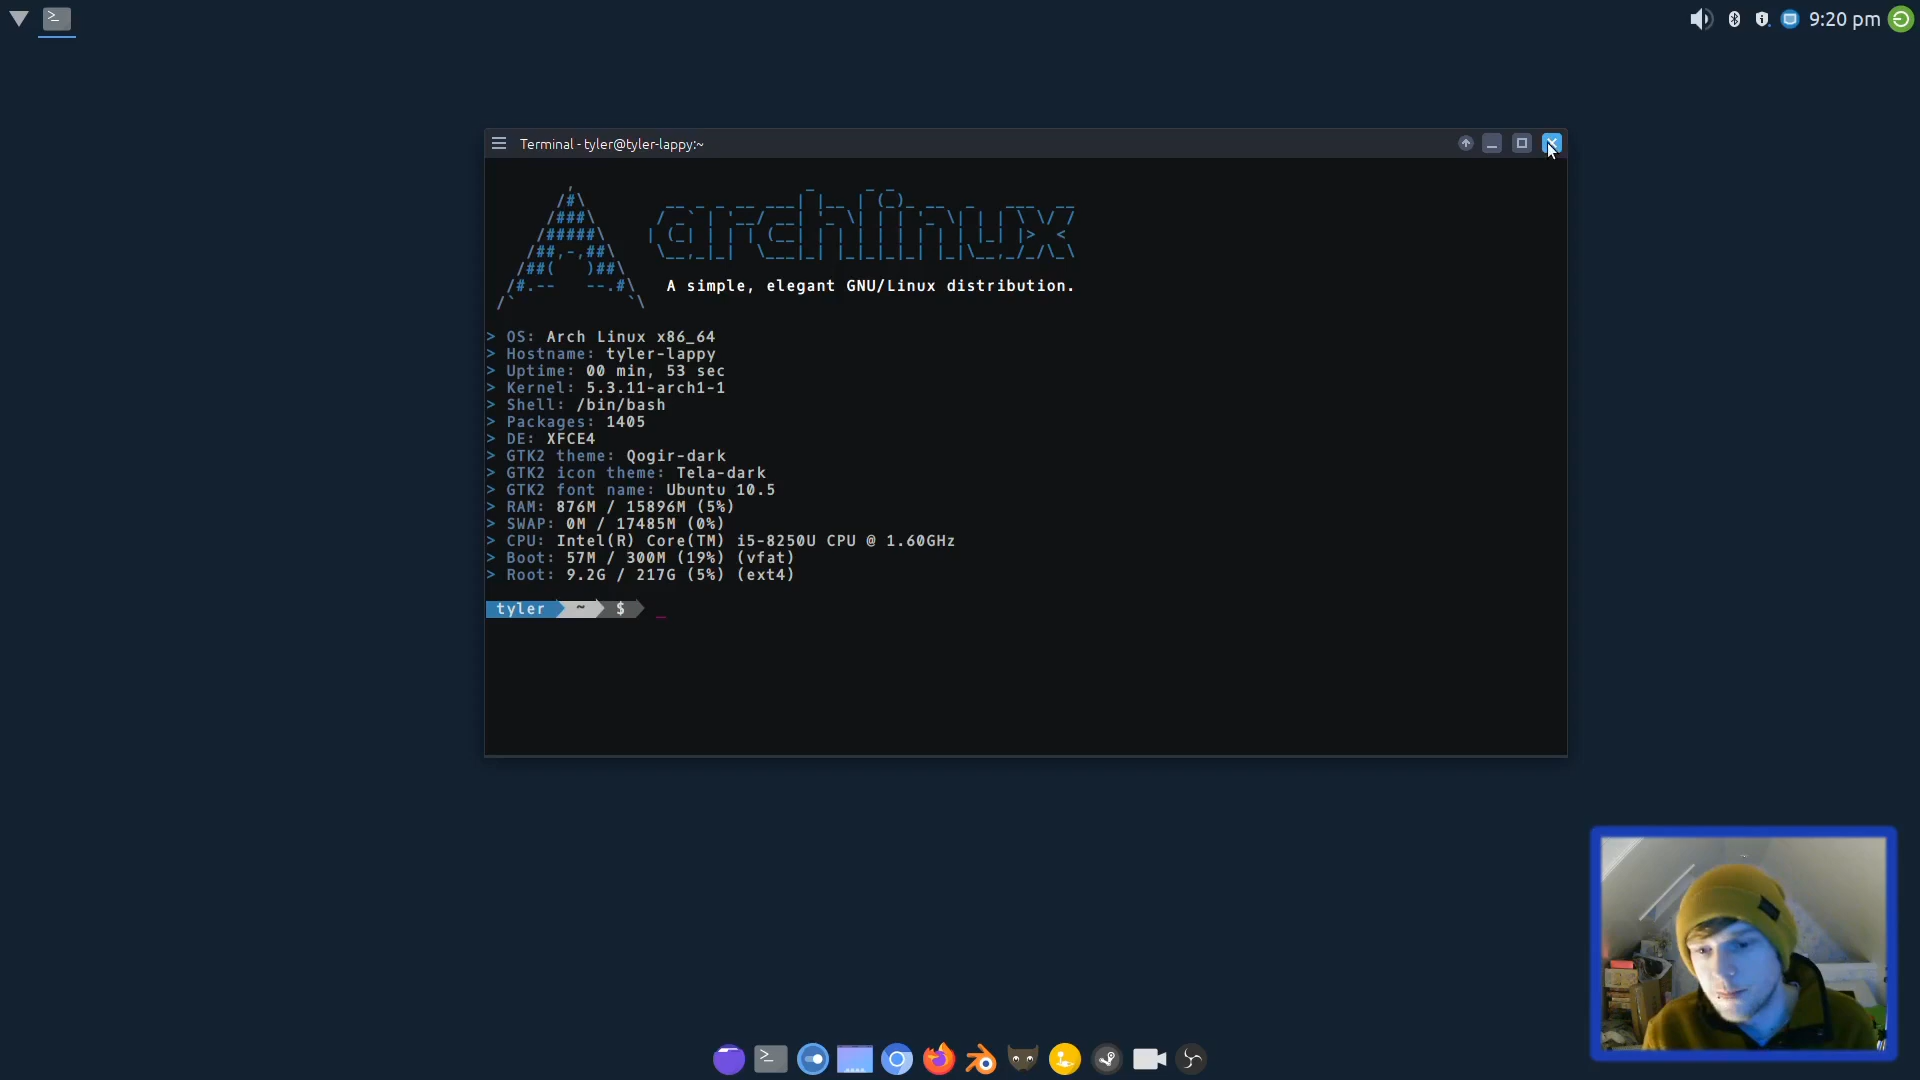 9:20 pm
Terminal - tyler@tyler-lappy:~
archlinux
A simple, elegant GNU/Linux distribution.
> OS: Arch Linux x86_64
> Hostname: tyler-lappy
> Uptime: 00 min, 53 sec
> Kernel: 5.3.11-arch1-1
> Shell: /bin/bash
> Packages: 1405
> DE: XFCE4
> GTK2 theme: Qogir-dark
> GTK2 icon theme: Tela-dark
> GTK2 font name: Ubuntu 10.5
> RAM: 876M / 15896M (5%)
> SWAP: 0M / 17485M (0%)
> CPU: Intel(R) Core(TM) i5-8250U CPU @ 1.60GHz
> Boot: 57M / 300M (19%) (vfat)
> Root: 9.2G / 217G (5%) (ext4)
tyler ~ $ _